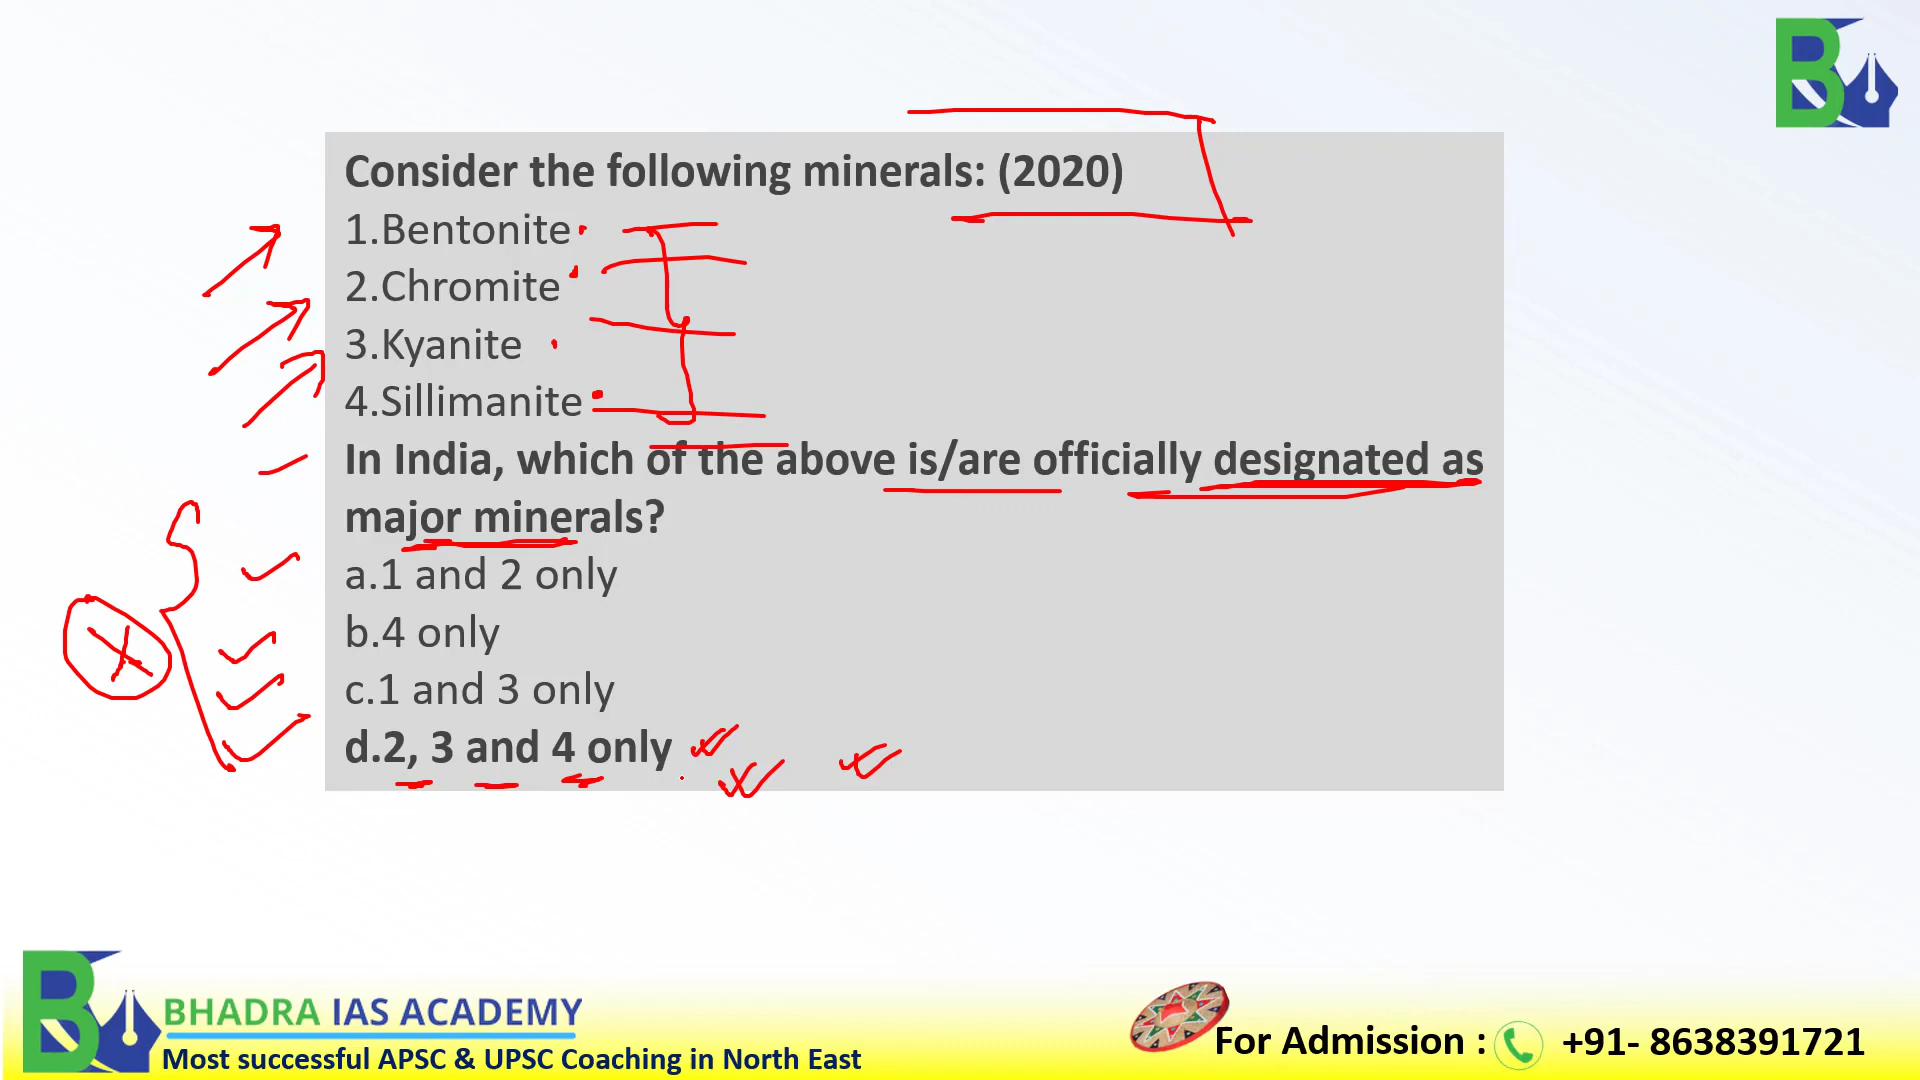 Consider the following minerals: (2020)
1.Bentonite
2.Chromite
3.Kyanite
4.Sillimanite
In India, which of the above is/are officially designated as
major minerals?
a.1 and 2 only
b.4 only
c.1 and 3 only
d.2, 3 and 4 only
BHADRA IAS ACADEMY
Most successful APSC & UPSC Coaching in North East
For Admission : +91- 8638391721